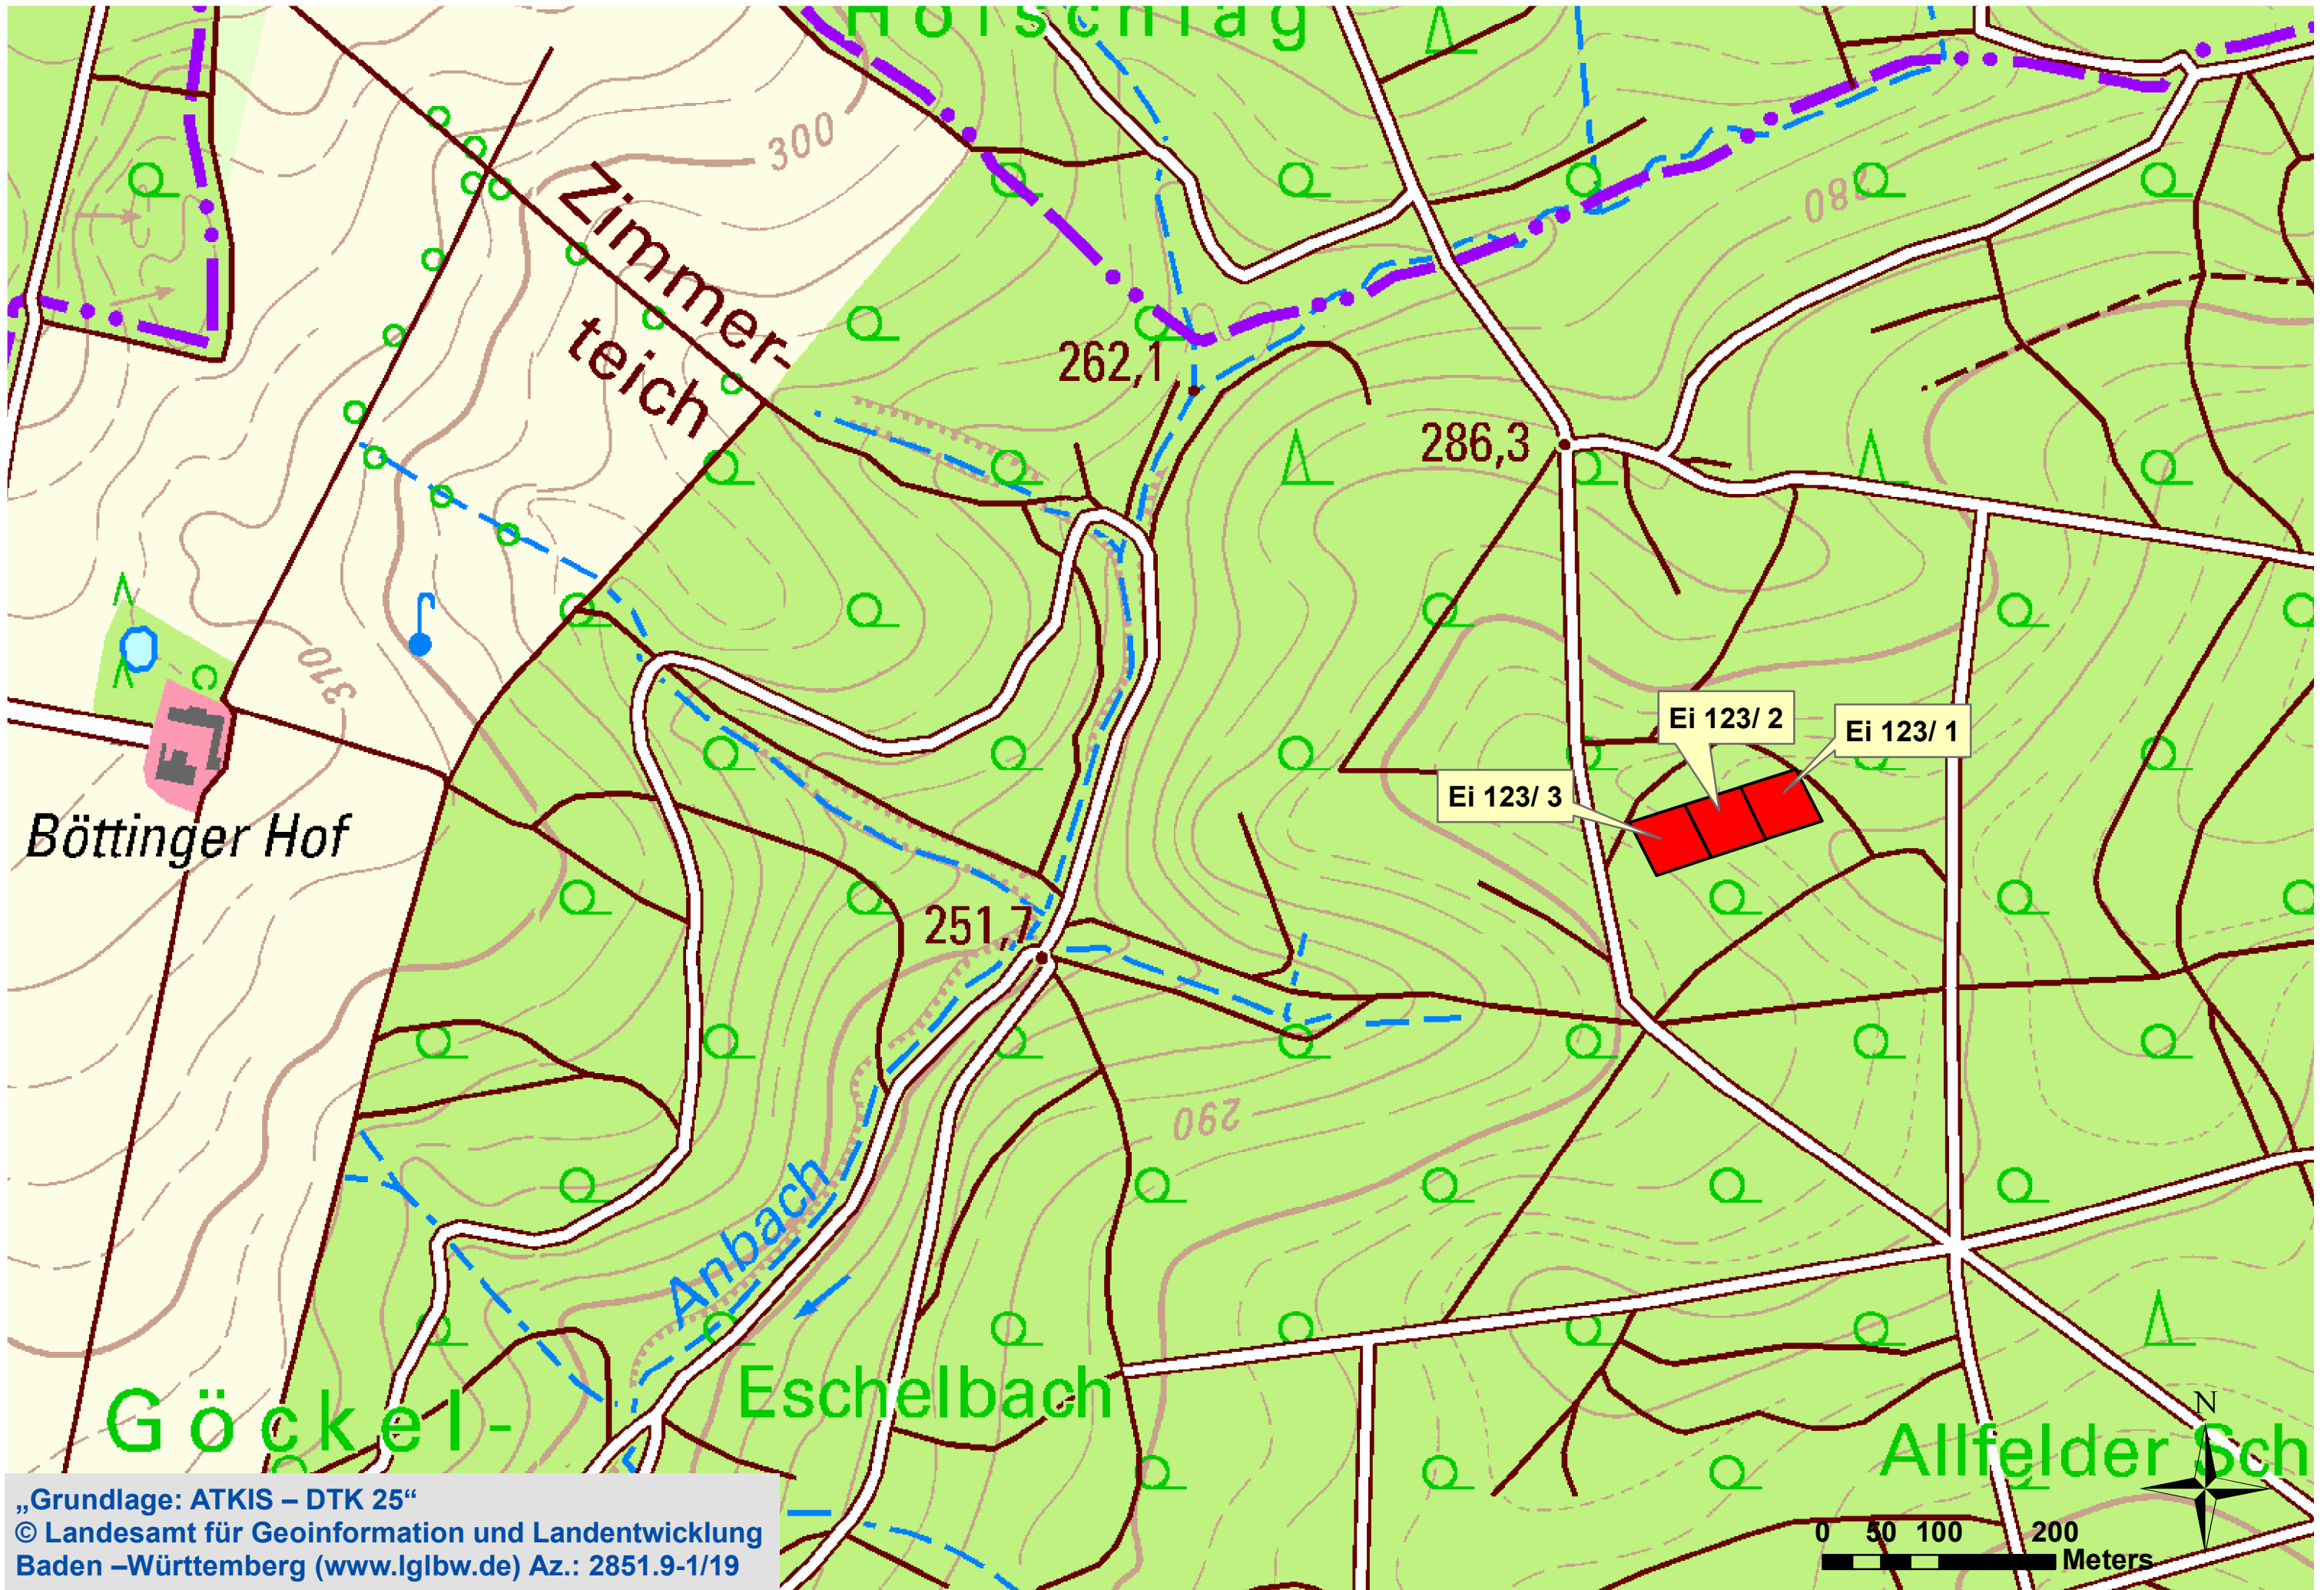 Hofschlag
300
280
Zimmer-
teich
262,1
286,3
310
Ei 123/ 2
Ei 123/ 1
Ei 123/ 3
Böttinger Hof
251,7
290
Anbach
Eschelbach
Göckel-
Allfelder Sch
N
0 50 100 200
Meters
„Grundlage: ATKIS – DTK 25“
© Landesamt für Geoinformation und Landentwicklung
Baden –Württemberg (www.lglbw.de) Az.: 2851.9-1/19